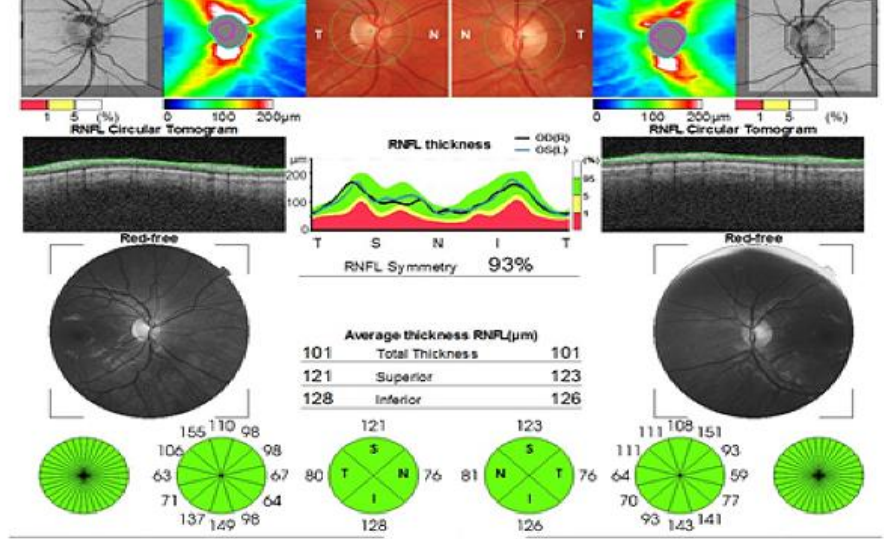 T N N T
1 5 (%) 0 100 200μm 0 100 200μm 1 5 (%)
RNFL Circular Tomogram
RNFL Circular Tomogram
RNFL thickness
OD(R)
OS(L)
μm
200
100
0
(%)
95
5
1
T S N I T
RNFL Symmetry 93%
Red-free
Red-free
Average thickness RNFL(μm)
101 Total Thickness 101
121 Superior 123
128 Inferior 126
155 110 98
106 98
63 67
71 64
137 149 98
121
S
80 T N 76
I
128
123
S
81 N T 76
I
126
111 108 151
111 93
64 59
70 77
93 143 141